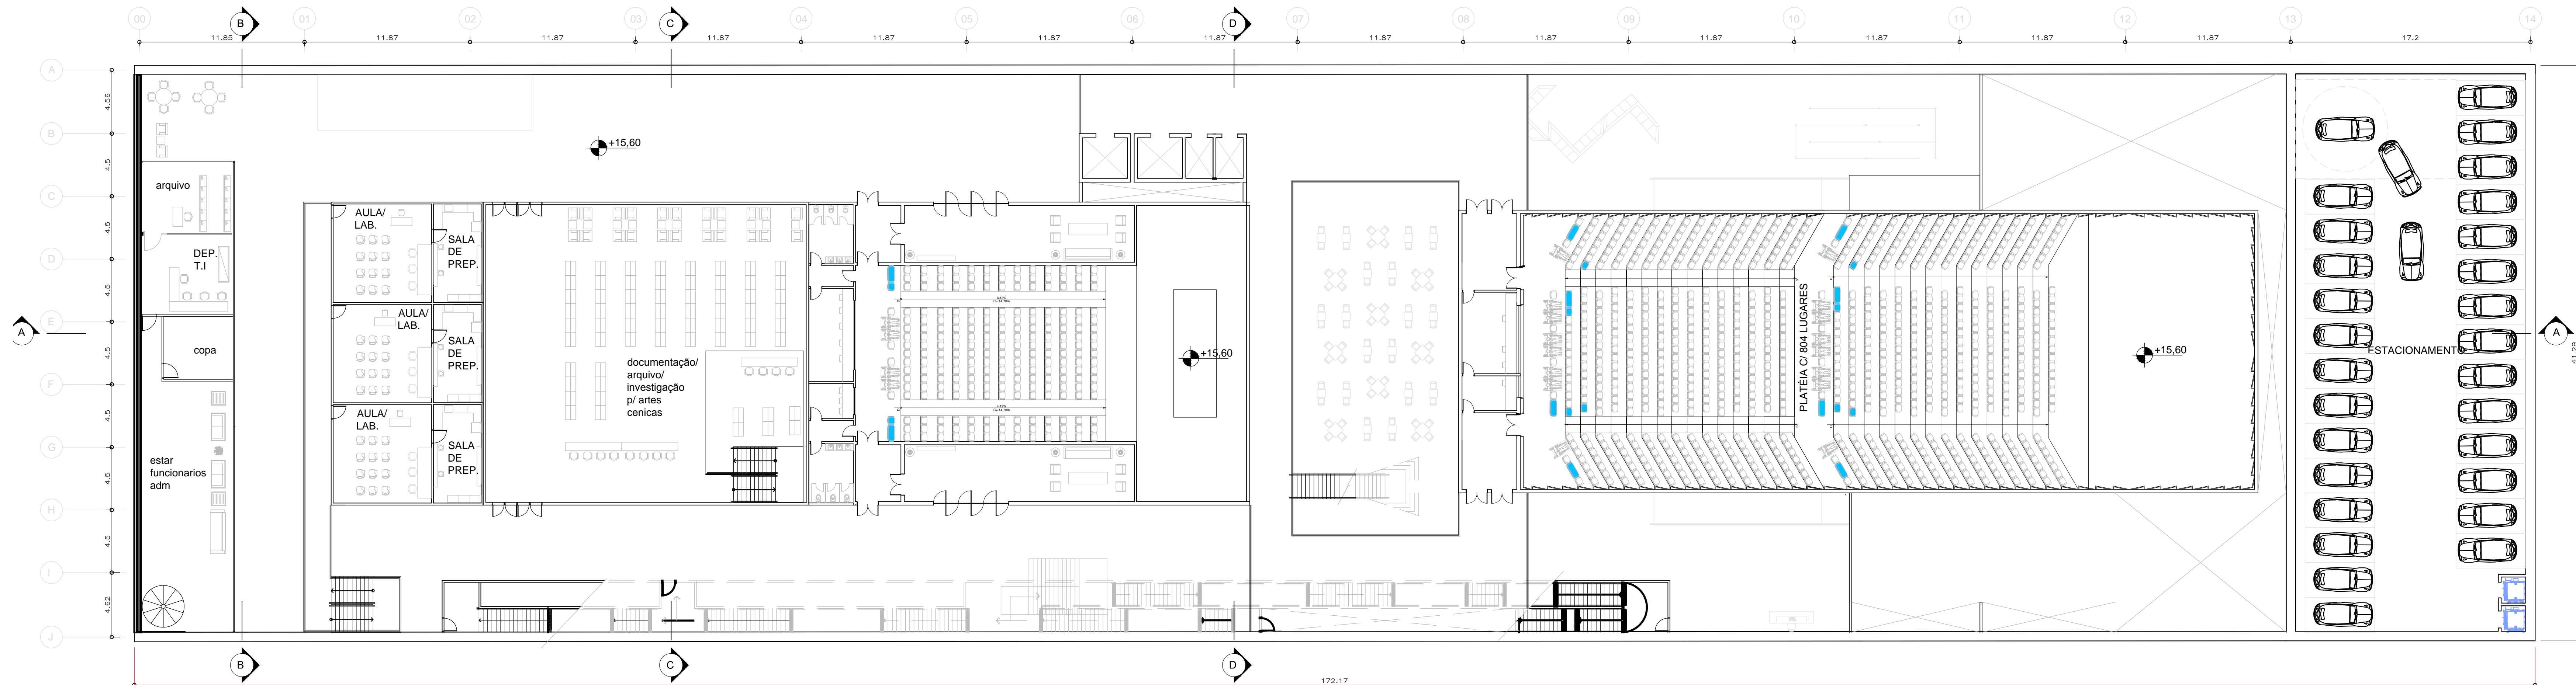 00
01
02
03
04
05
06
07
08
09
10
11
12
13
14
B
C
D
11.85
11.87
11.87
11.87
11.87
11.87
11.87
11.87
11.87
11.87
11.87
11.87
11.87
17.2
A
B
C
D
E
F
G
H
I
J
4.56
4.5
4.5
4.5
4.5
4.5
4.5
4.5
4.62
A
A
41.29
+15,60
arquivo
DEP.
T.I
copa
estar
funcionarios
adm
AULA/
LAB.
SALA
DE
PREP.
AULA/
LAB.
SALA
DE
PREP.
AULA/
LAB.
SALA
DE
PREP.
documentação/
arquivo/
investigação
p/ artes
cenicas
+15,60
PLATÉIA C/ 804 LUGARES
+15,60
ESTACIONAMENTO
B
C
D
172.17